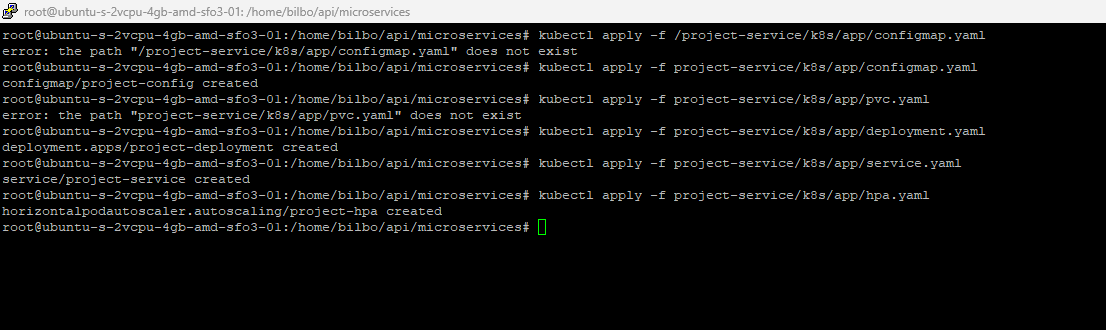 root@ubuntu-s-2vcpu-4gb-amd-sfo3-01: /home/bilbo/api/microservices
root@ubuntu-s-2vcpu-4gb-amd-sfo3-01:/home/bilbo/api/microservices# kubectl apply -f /project-service/k8s/app/configmap.yaml
error: the path "/project-service/k8s/app/configmap.yaml" does not exist
root@ubuntu-s-2vcpu-4gb-amd-sfo3-01:/home/bilbo/api/microservices# kubectl apply -f project-service/k8s/app/configmap.yaml
configmap/project-config created
root@ubuntu-s-2vcpu-4gb-amd-sfo3-01:/home/bilbo/api/microservices# kubectl apply -f project-service/k8s/app/pvc.yaml
error: the path "project-service/k8s/app/pvc.yaml" does not exist
root@ubuntu-s-2vcpu-4gb-amd-sfo3-01:/home/bilbo/api/microservices# kubectl apply -f project-service/k8s/app/deployment.yaml
deployment.apps/project-deployment created
root@ubuntu-s-2vcpu-4gb-amd-sfo3-01:/home/bilbo/api/microservices# kubectl apply -f project-service/k8s/app/service.yaml
service/project-service created
root@ubuntu-s-2vcpu-4gb-amd-sfo3-01:/home/bilbo/api/microservices# kubectl apply -f project-service/k8s/app/hpa.yaml
horizontalpodautoscaler.autoscaling/project-hpa created
root@ubuntu-s-2vcpu-4gb-amd-sfo3-01:/home/bilbo/api/microservices#